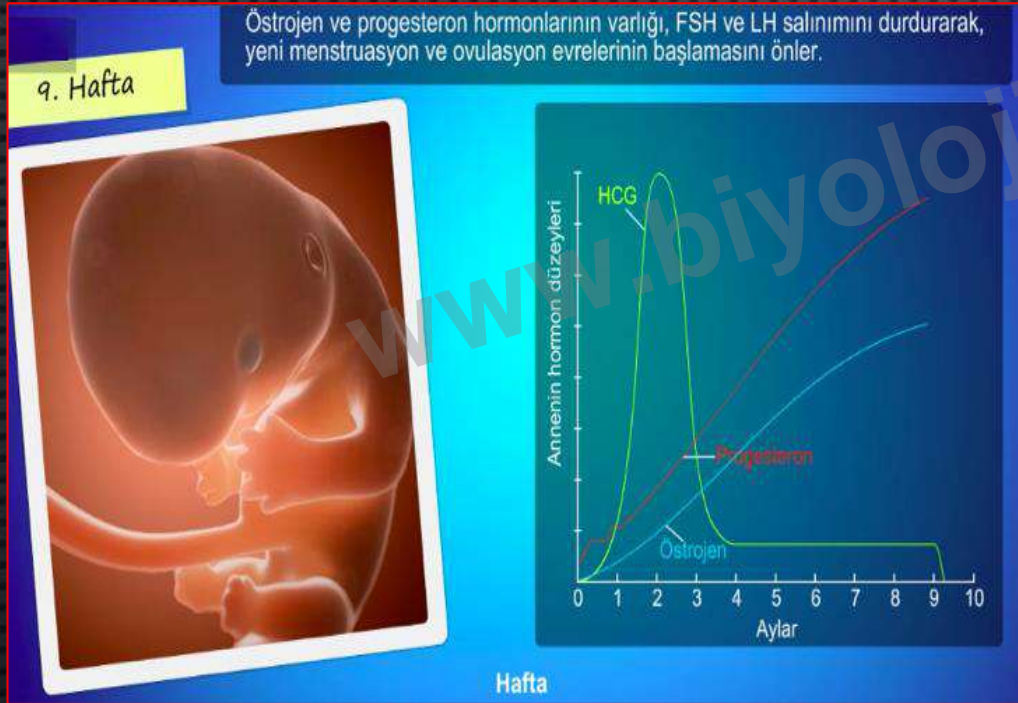 Östrojen ve progesteron hormonlarının varlığı, FSH ve LH salınımını durdurarak,
yeni menstruasyon ve ovulasyon evrelerinin başlamasını önler.
9. Hafta
www.biyoloji
HCG
Annenin hormon düzeyleri
Progesteron
Östrojen
0 1 2 3 4 5 6 7 8 9 10
Aylar
Hafta